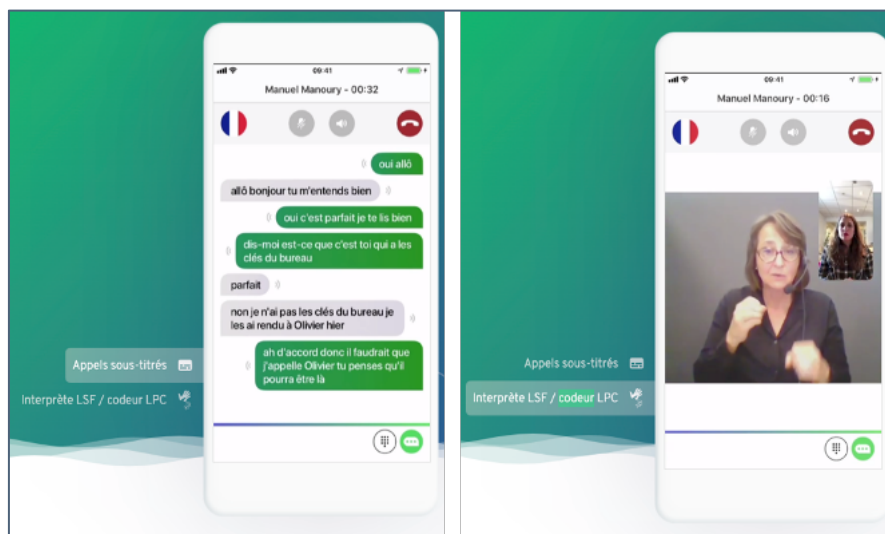 09:41
Manuel Manoury - 00:32
oui allô
allô bonjour tu m'entends bien
oui c'est parfait je te lis bien
dis-moi est-ce que c'est toi qui a les
clés du bureau
parfait
non je n'ai pas les clés du bureau je
les ai rendu à Olivier hier
ah d'accord donc il faudrait que
j'appelle Olivier tu penses qu'il
pourra être là
Appels sous-titrés
Interprète LSF / codeur LPC
09:41
Manuel Manoury - 00:16
Appels sous-titrés
Interprète LSF / codeur LPC